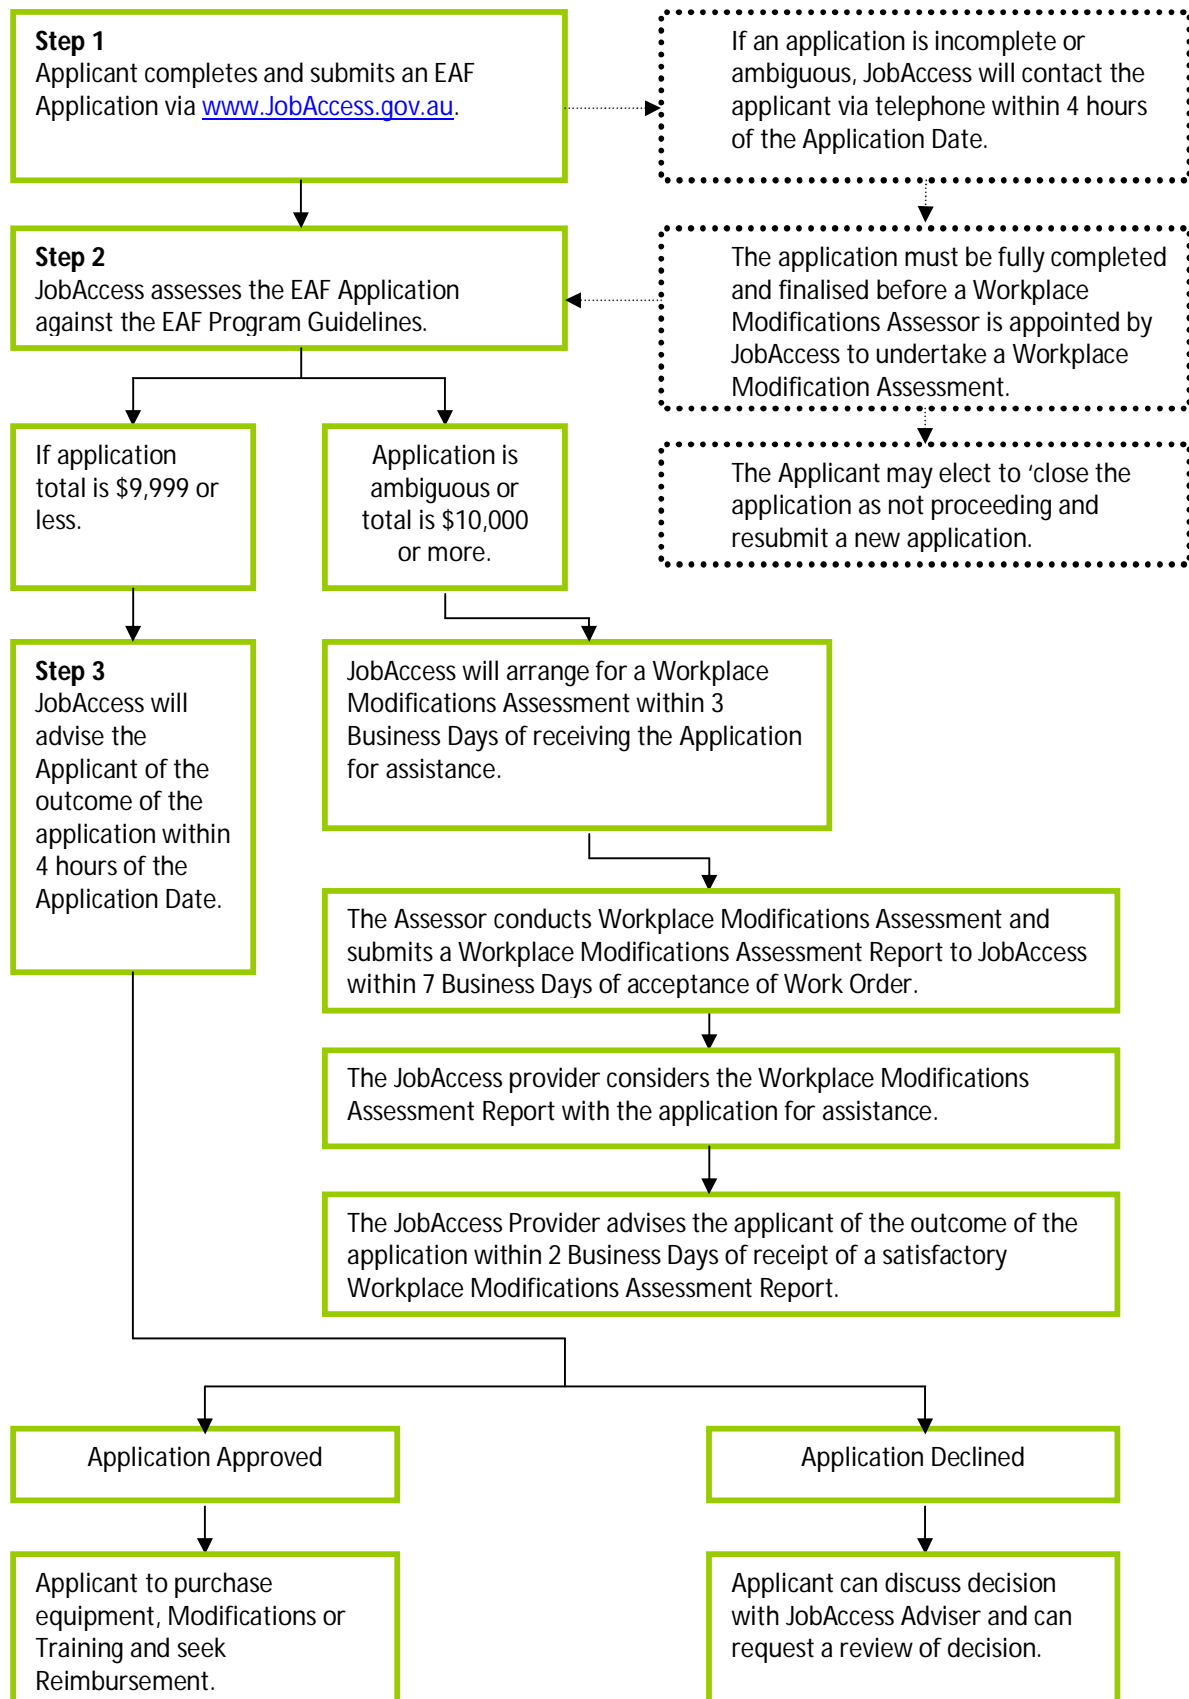 Step 1
Applicant completes and submits an EAF
Application via www.JobAccess.gov.au.
If an application is incomplete or
ambiguous, JobAccess will contact the
applicant via telephone within 4 hours
of the Application Date.
Step 2
JobAccess assesses the EAF Application
against the EAF Program Guidelines.
The application must be fully completed
and finalised before a Workplace
Modifications Assessor is appointed by
JobAccess to undertake a Workplace
Modification Assessment.
If application
total is $9,999 or
less.
Application is
ambiguous or
total is $10,000
or more.
The Applicant may elect to ‘close the
application as not proceeding and
resubmit a new application.
Step 3
JobAccess will
advise the
Applicant of the
outcome of the
application within
4 hours of the
Application Date.
JobAccess will arrange for a Workplace
Modifications Assessment within 3
Business Days of receiving the Application
for assistance.
The Assessor conducts Workplace Modifications Assessment and
submits a Workplace Modifications Assessment Report to JobAccess
within 7 Business Days of acceptance of Work Order.
The JobAccess provider considers the Workplace Modifications
Assessment Report with the application for assistance.
The JobAccess Provider advises the applicant of the outcome of the
application within 2 Business Days of receipt of a satisfactory
Workplace Modifications Assessment Report.
Application Approved
Application Declined
Applicant to purchase
equipment, Modifications or
Training and seek
Reimbursement.
Applicant can discuss decision
with JobAccess Adviser and can
request a review of decision.